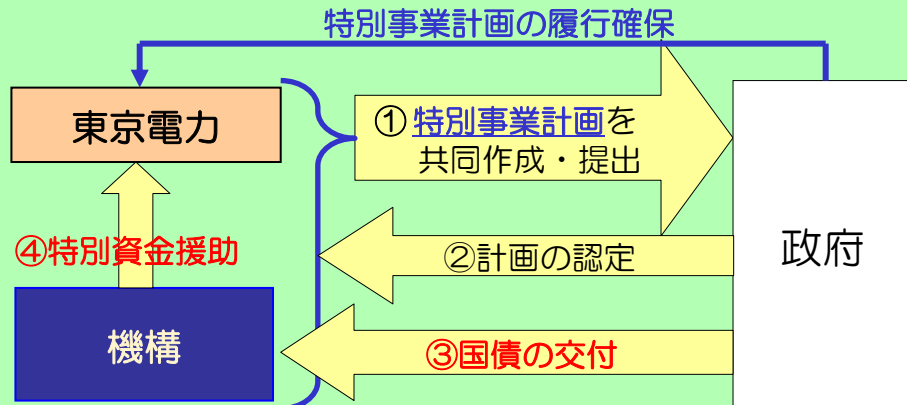 特別事業計画の履行確保
東京電力
①特別事業計画を
共同作成・提出
④特別資金援助
②計画の認定
政府
機構
③国債の交付